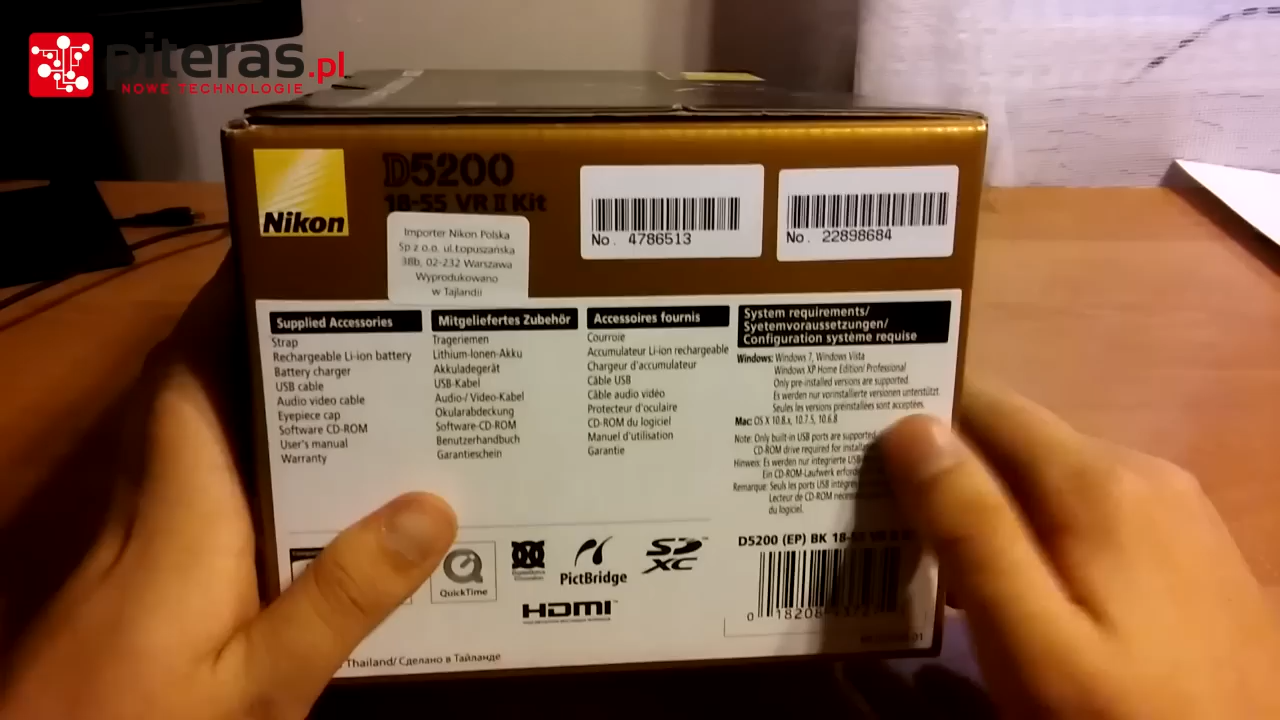 piteras.pl
NOWE TECHNOLOGIE
Nikon
D5200
18-55 VR II Kit
Importer Nikon Polska
Sp z o.o. ul.Łopuszańska
38b, 02-232 Warszawa
Wyprodukowano
w Tajlandii
No. 4786513
No. 22898684
Supplied Accessories
Strap
Rechargeable Li-ion battery
Battery charger
USB cable
Audio video cable
Eyepiece cap
Software CD-ROM
User's manual
Warranty
Mitgeliefertes Zubehör
Trageriemen
Lithium-Ionen-Akku
Akkuladegerät
USB-Kabel
Audio-/ Video-Kabel
Okularabdeckung
Software-CD-ROM
Benutzerhandbuch
Garantieschein
Accessoires fournis
Courroie
Accumulateur Li-ion rechargeable
Chargeur d'accumulateur
Câble USB
Câble audio vidéo
Protecteur d'oculaire
CD-ROM du logiciel
Manuel d'utilisation
Garantie
System requirements/
Syetemvoraussetzungen/
Configuration système requise
Windows: Windows 7, Windows Vista
Windows XP Home Edition/ Professional
Only pre-installed versions are supported.
Es werden nur vorinstallierte versionen unterstützt.
Seules les versions préinstallées sont acceptées.
Mac: OS X 10.8.x, 10.7.5, 10.6.8
Note: Only built-in USB ports are supported
CD-ROM drive required for
Hinweis: Es werden nur integrierte USB
Ein CD-ROM-Laufwerk
Remarque: Seuls les ports USB
Lecteur de CD-ROM
du logiciel.
QuickTime
PictBridge
SD XC
HDMI
D5200 (EP) BK 18-55 VR II
0 18208
Thailand/ Сделано в Тайланде